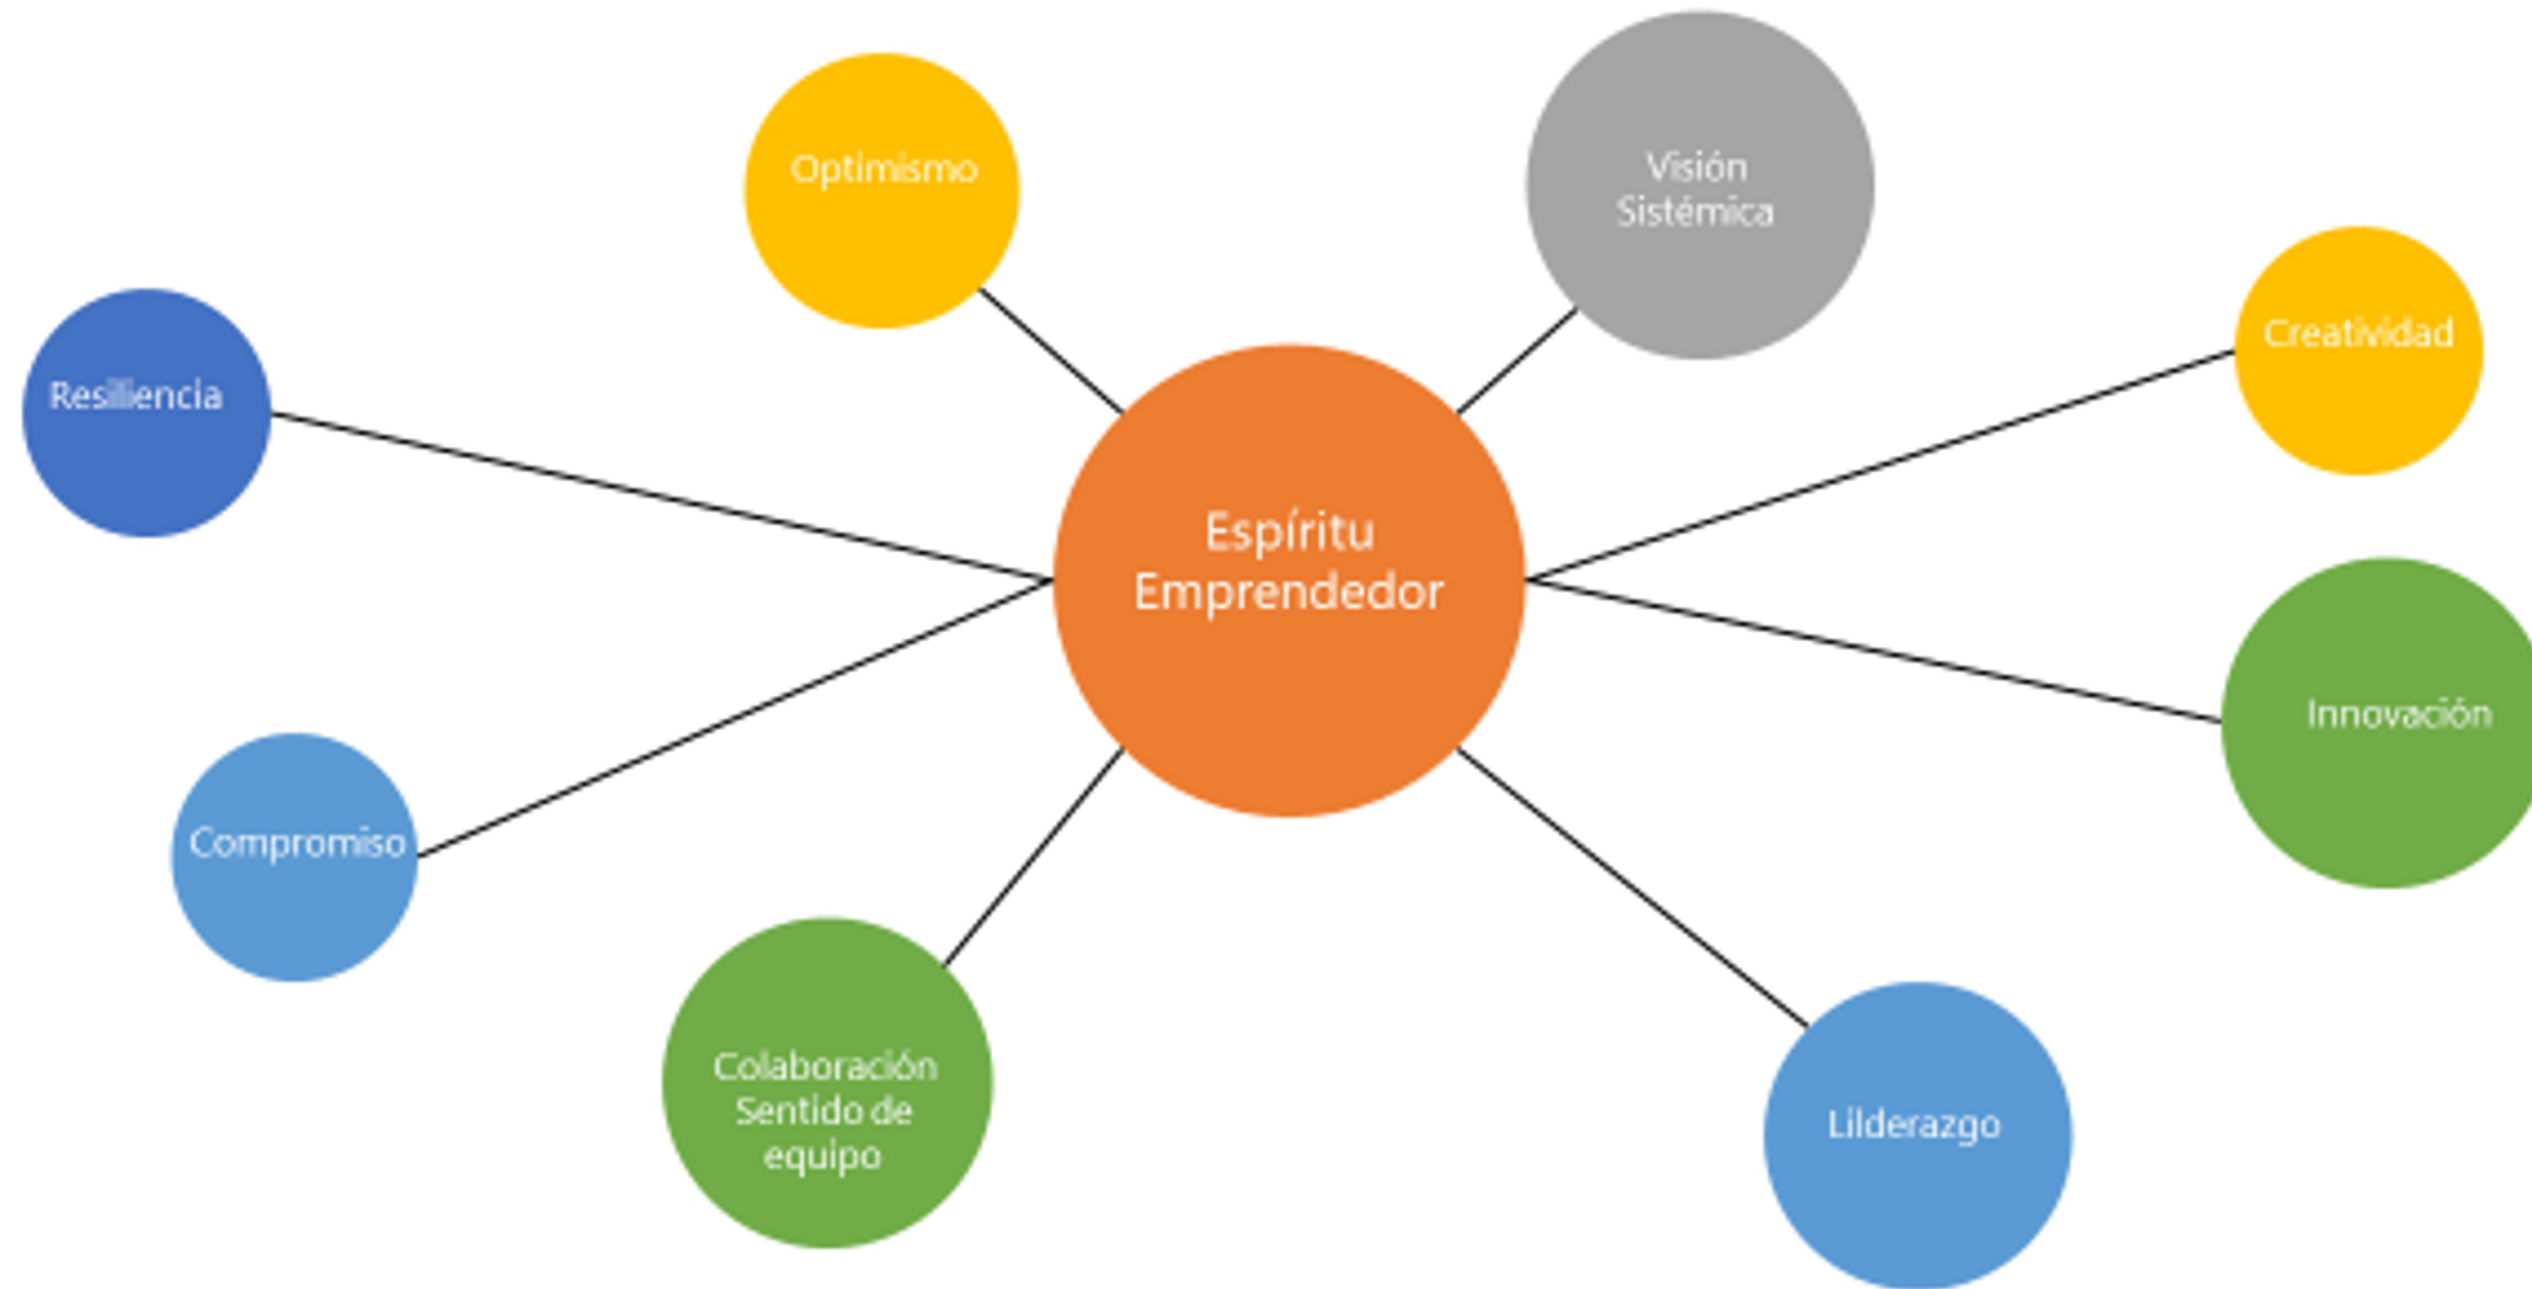 Optimismo
Visión
Sistémica
Creatividad
Resiliencia
Espíritu
Emprendedor
Innovación
Compromiso
Colaboración
Sentido de
equipo
Lilderazgo